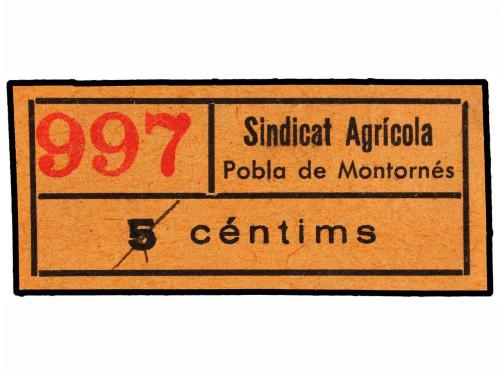 997
Sindicat Agrícola
Pobla de Montornés
5 céntims